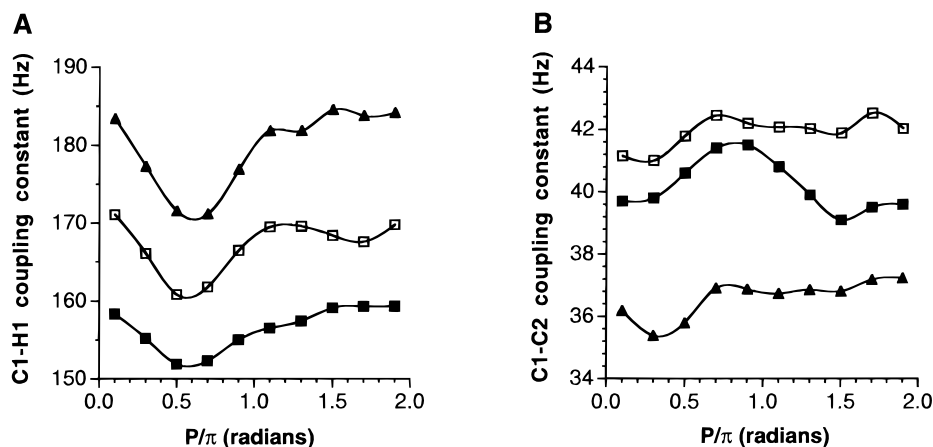 A
C1-H1 coupling constant (Hz)
190
180
170
160
150
0.0 0.5 1.0 1.5 2.0
P/π (radians)
B
C1-C2 coupling constant (Hz)
44
42
40
38
36
34
0.0 0.5 1.0 1.5 2.0
P/π (radians)